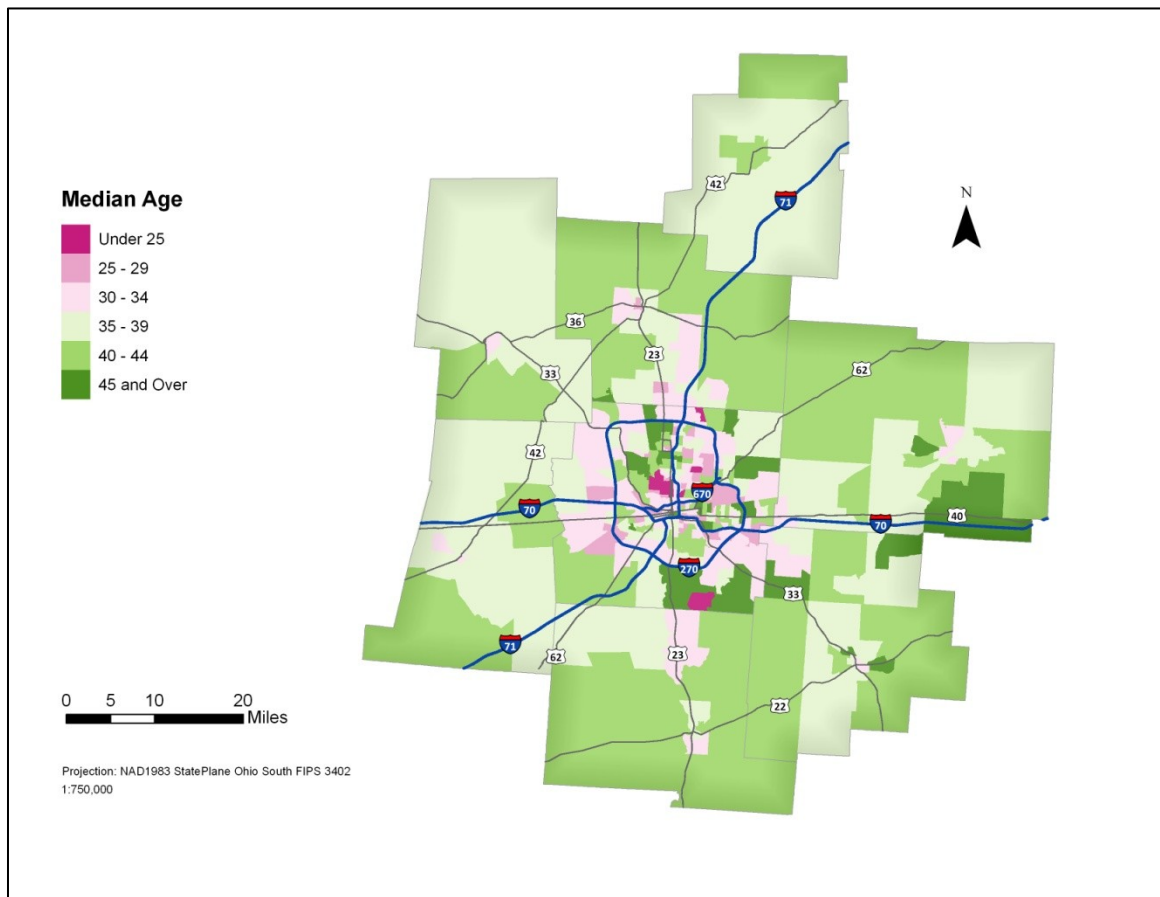 Median Age
Under 25
25 - 29
30 - 34
35 - 39
40 - 44
45 and Over
N
42
71
36
23
33
62
42
670
70
40
70
270
33
71
62
23
22
0 5 10 20
Miles
Projection: NAD1983 StatePlane Ohio South FIPS 3402
1:750,000